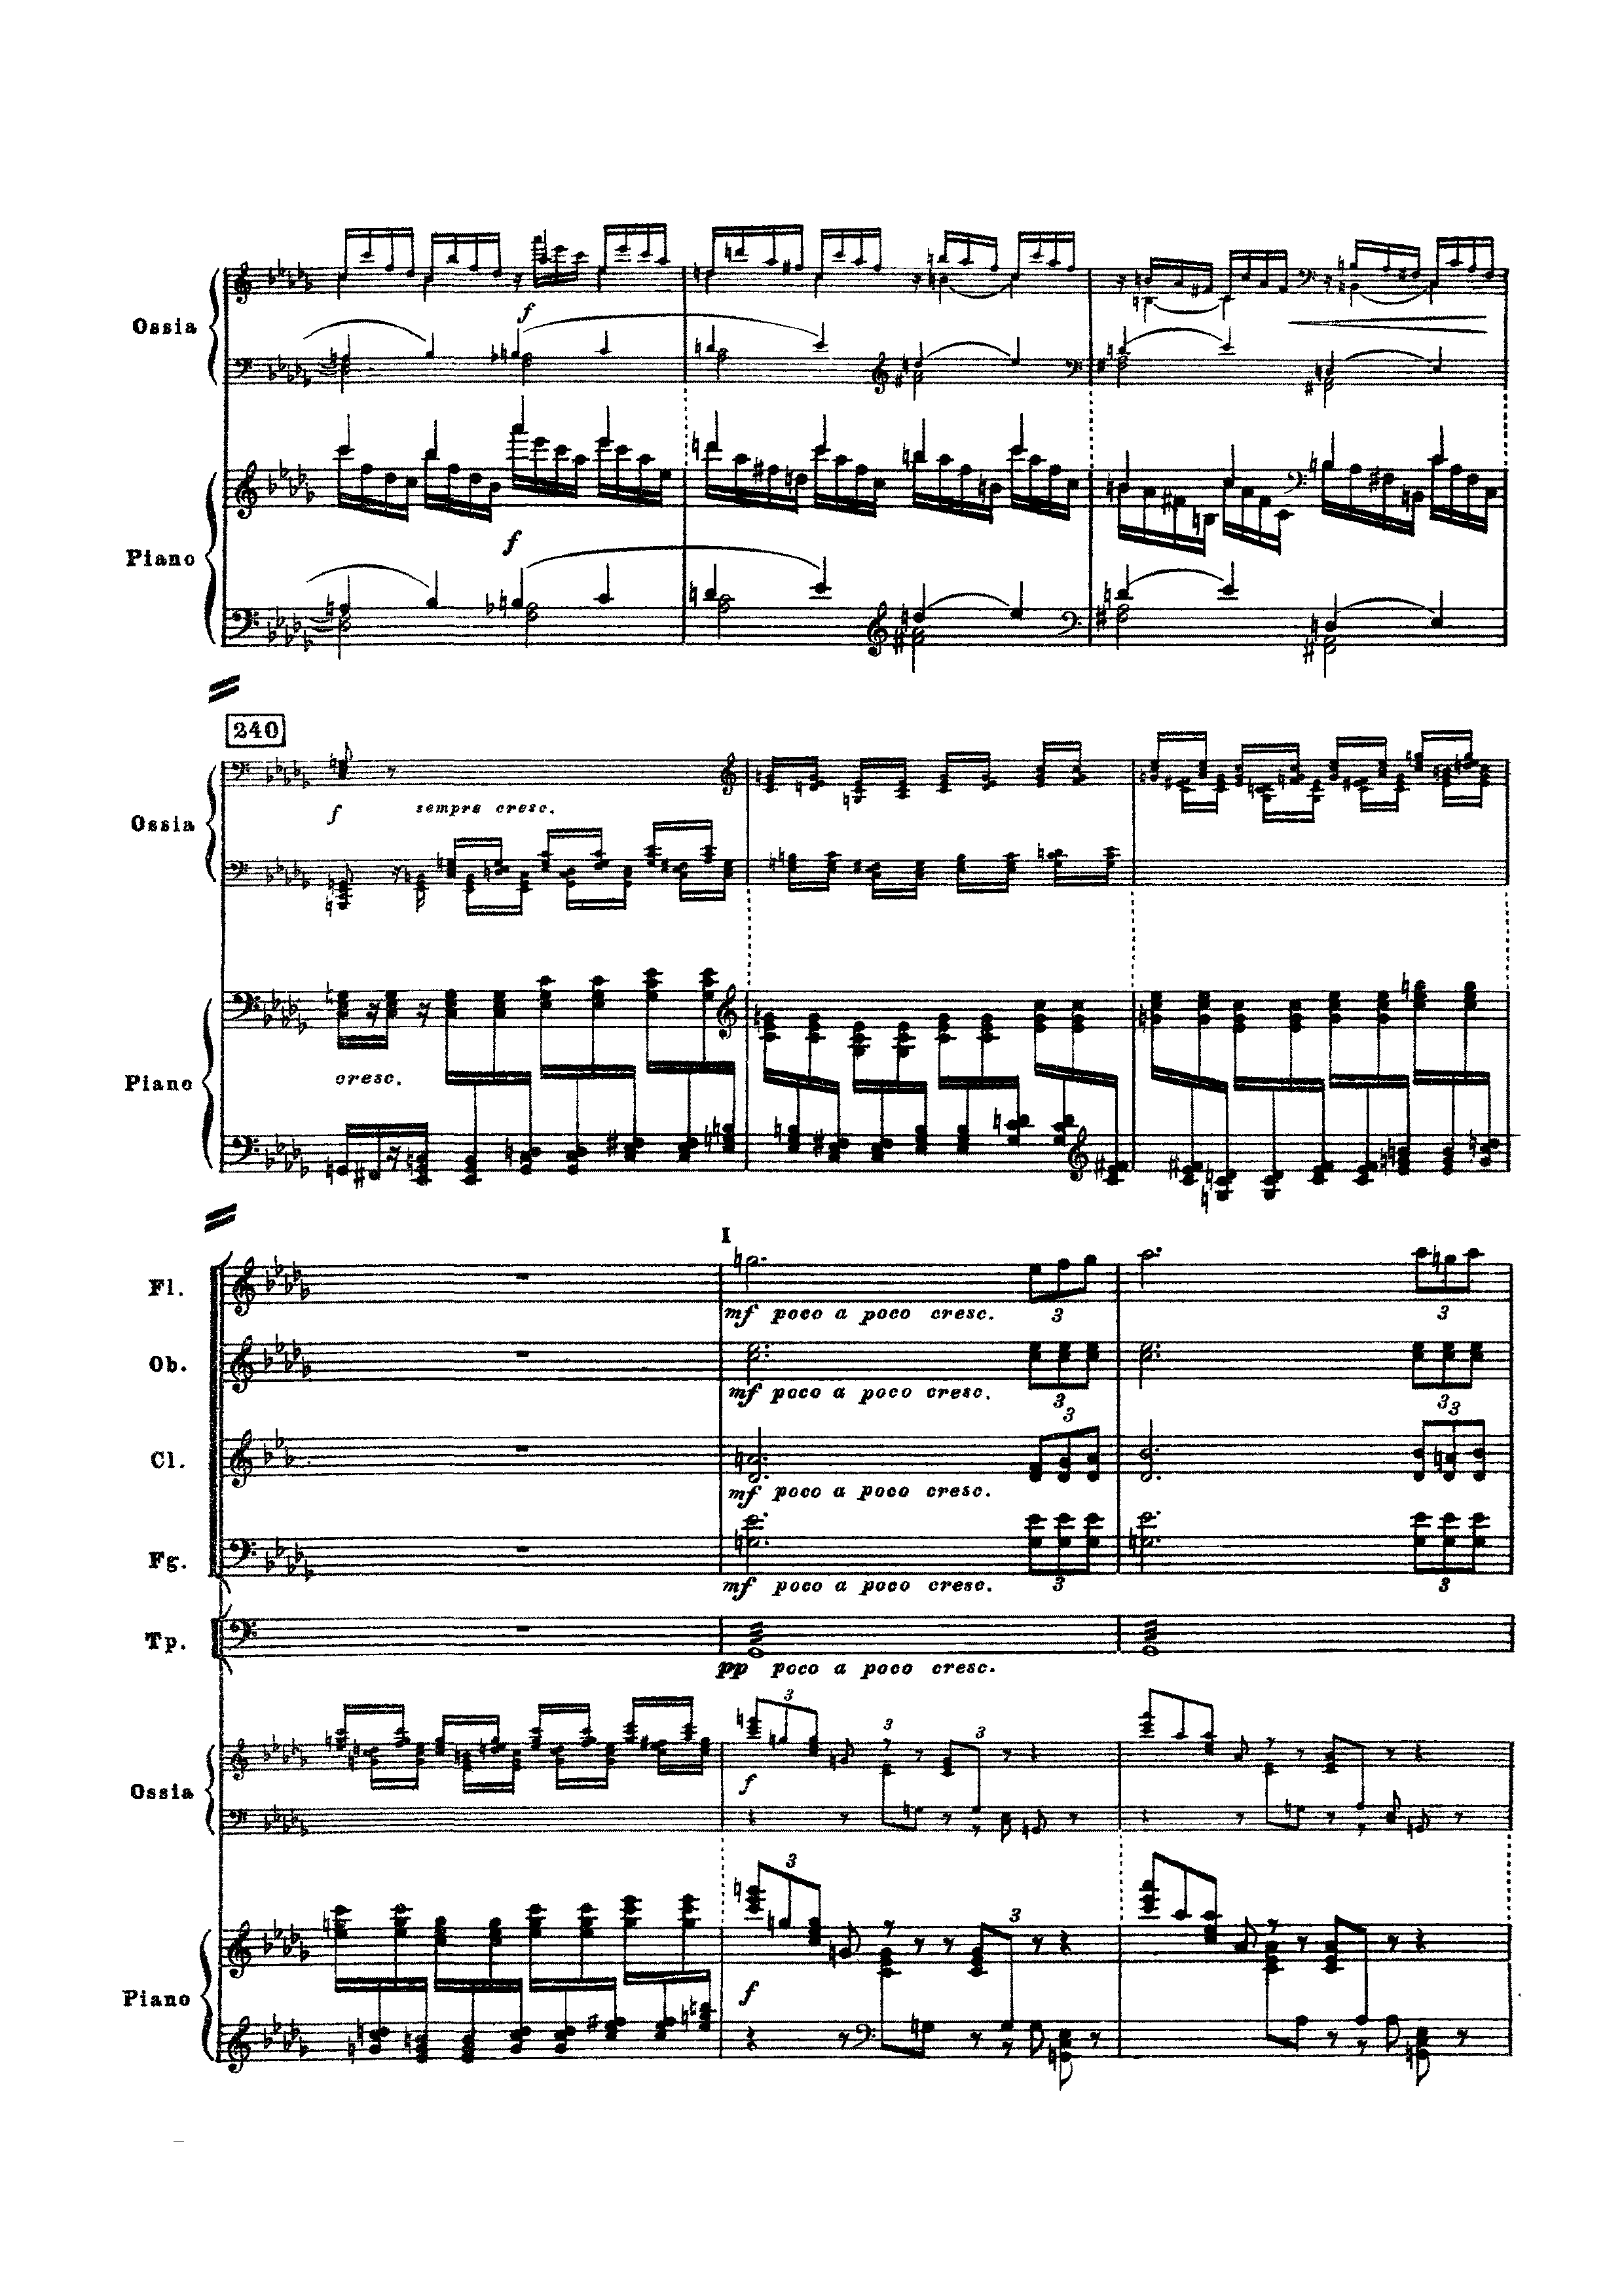 Ossia
f
Piano
f
240
f sempre cresc.
Ossia
cresc.
Piano
I
Fl.
mf poco a poco cresc. 3 3
Ob.
mf poco a poco cresc. 3 3
3 3
Cl.
mf poco a poco cresc.
Fg.
mf poco a poco cresc. 3 3
Tp.
pp poco a poco cresc.
3 3 3
Ossia
f
3 3
Piano
f